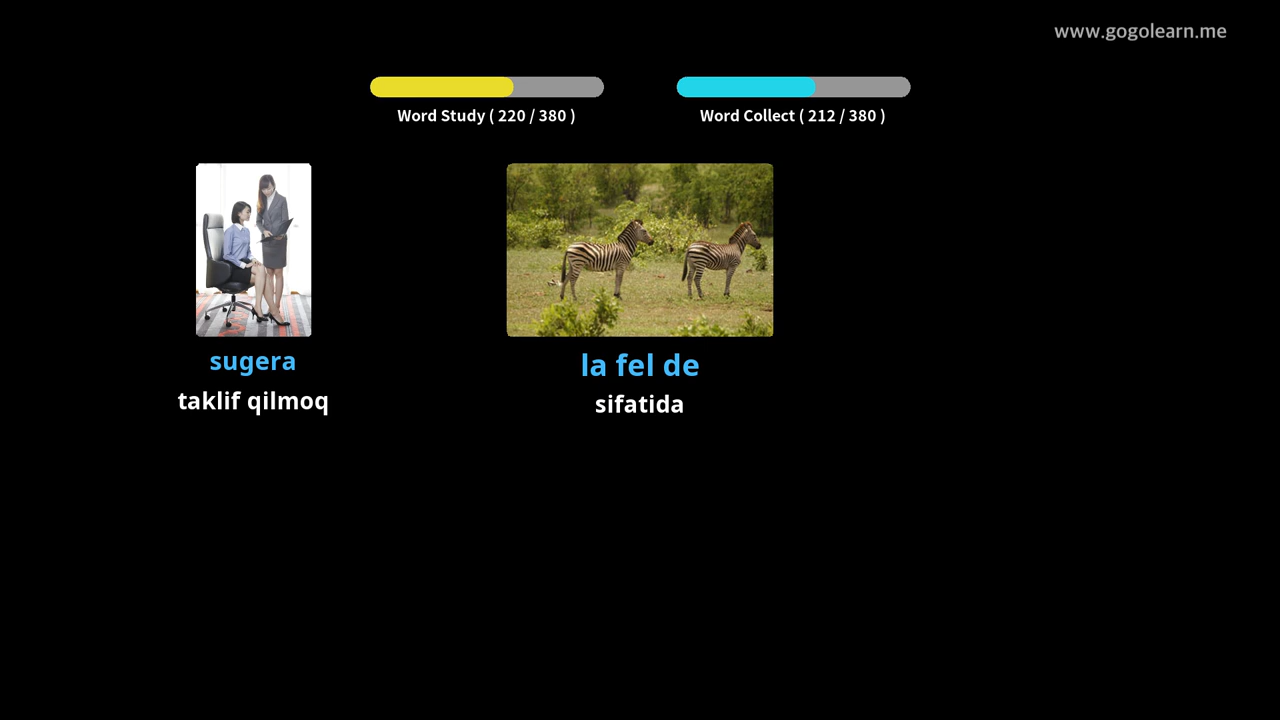 www.gogolearn.me
Word Study ( 220 / 380 )
Word Collect ( 212 / 380 )
sugera
taklif qilmoq
la fel de
sifatida